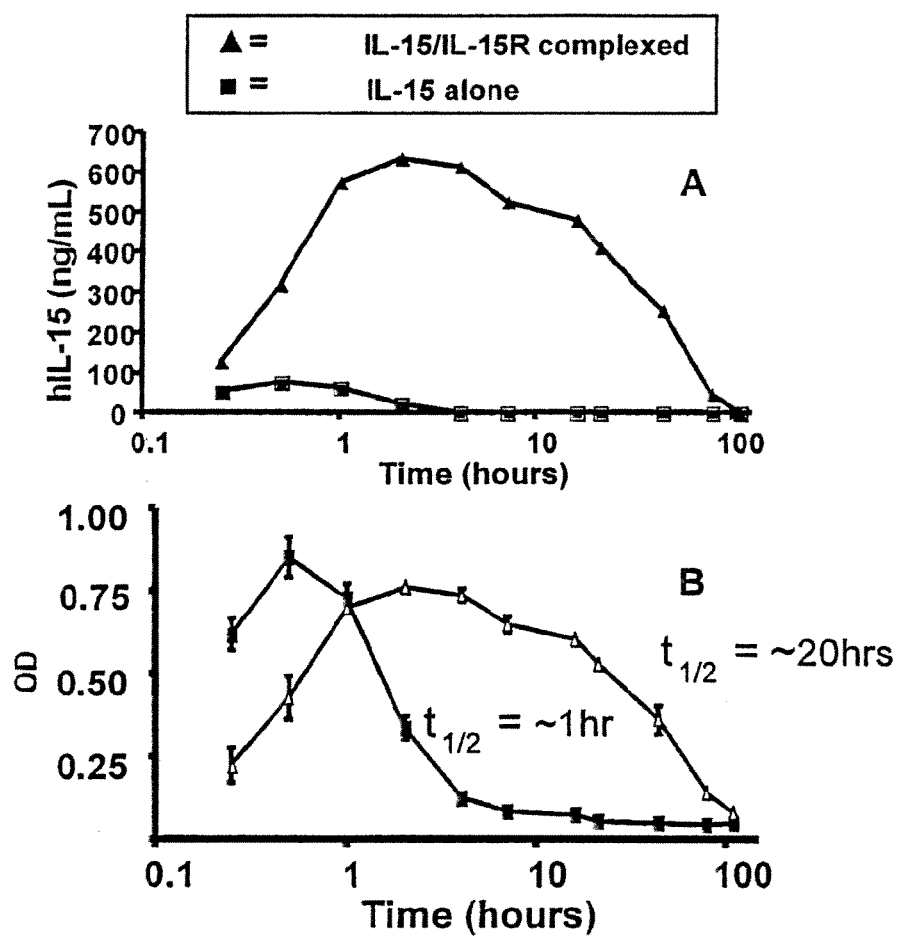 ▲ = IL-15/IL-15R complexed
■ = IL-15 alone
700
600
500
400
300
200
100
0
hIL-15 (ng/mL)
A
0.1 1 10 100
Time (hours)
1.00
0.75
0.50
0.25
OD
B
t1/2 = ~20hrs
t1/2 = ~1hr
0.1 1 10 100
Time (hours)